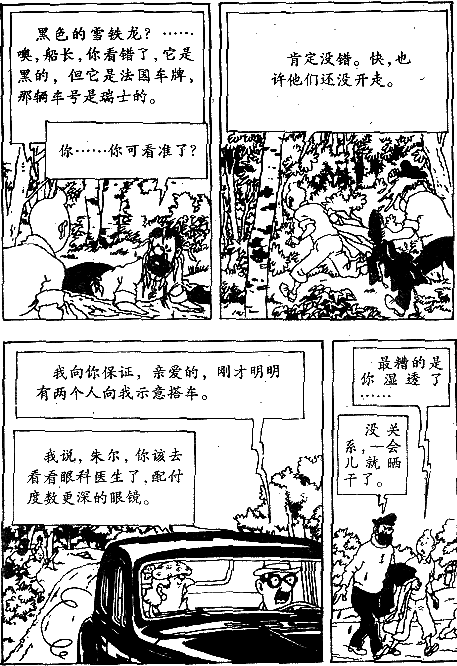 黑色的雪铁龙？……
噢,船长,你看错了,它是
黑的，但它是法国车牌，
那辆车号是瑞士的。
你……你可看准了？
肯定没错。快,也
许他们还没开走。
我向你保证，亲爱的，刚才明明
有两个人向我示意搭车。
我说，朱尔，你该去
看看眼科医生了,配付
度数更深的眼镜。
最糟的是
你湿透了
……
没关
系,一会
儿就晒
干了。